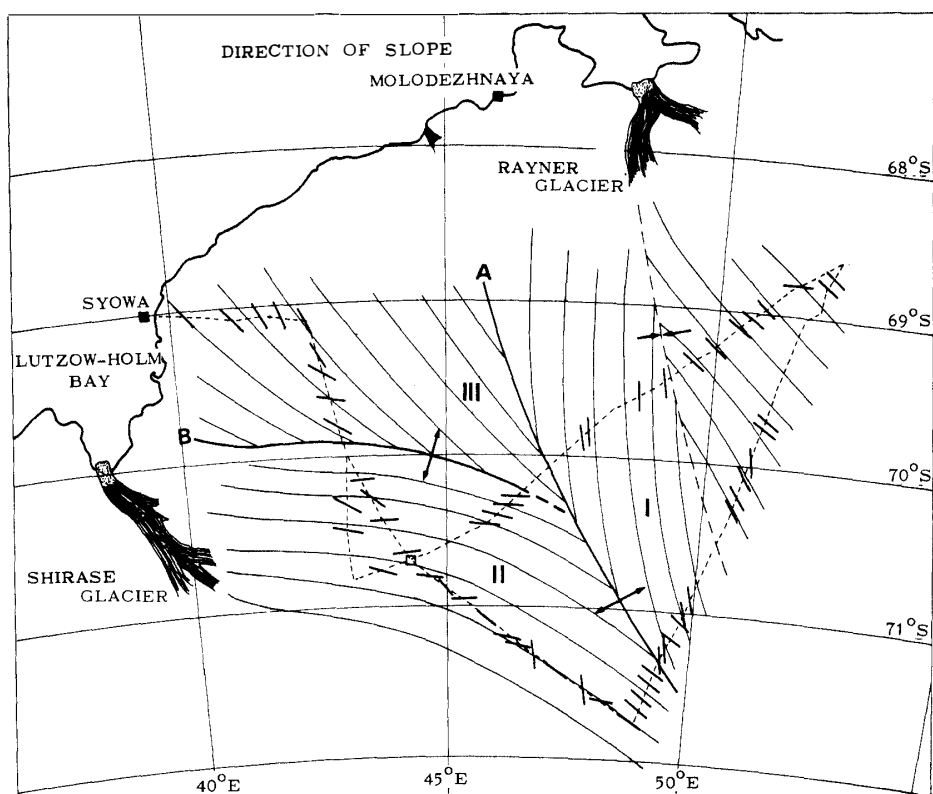 DIRECTION OF SLOPE
MOLODEZHNAYA
RAYNER
GLACIER
68°S
A
SYOWA
69°S
LUTZOW-HOLM
BAY
III
B
70°S
I
II
SHIRASE
GLACIER
71°S
40°E
45°E
50°E